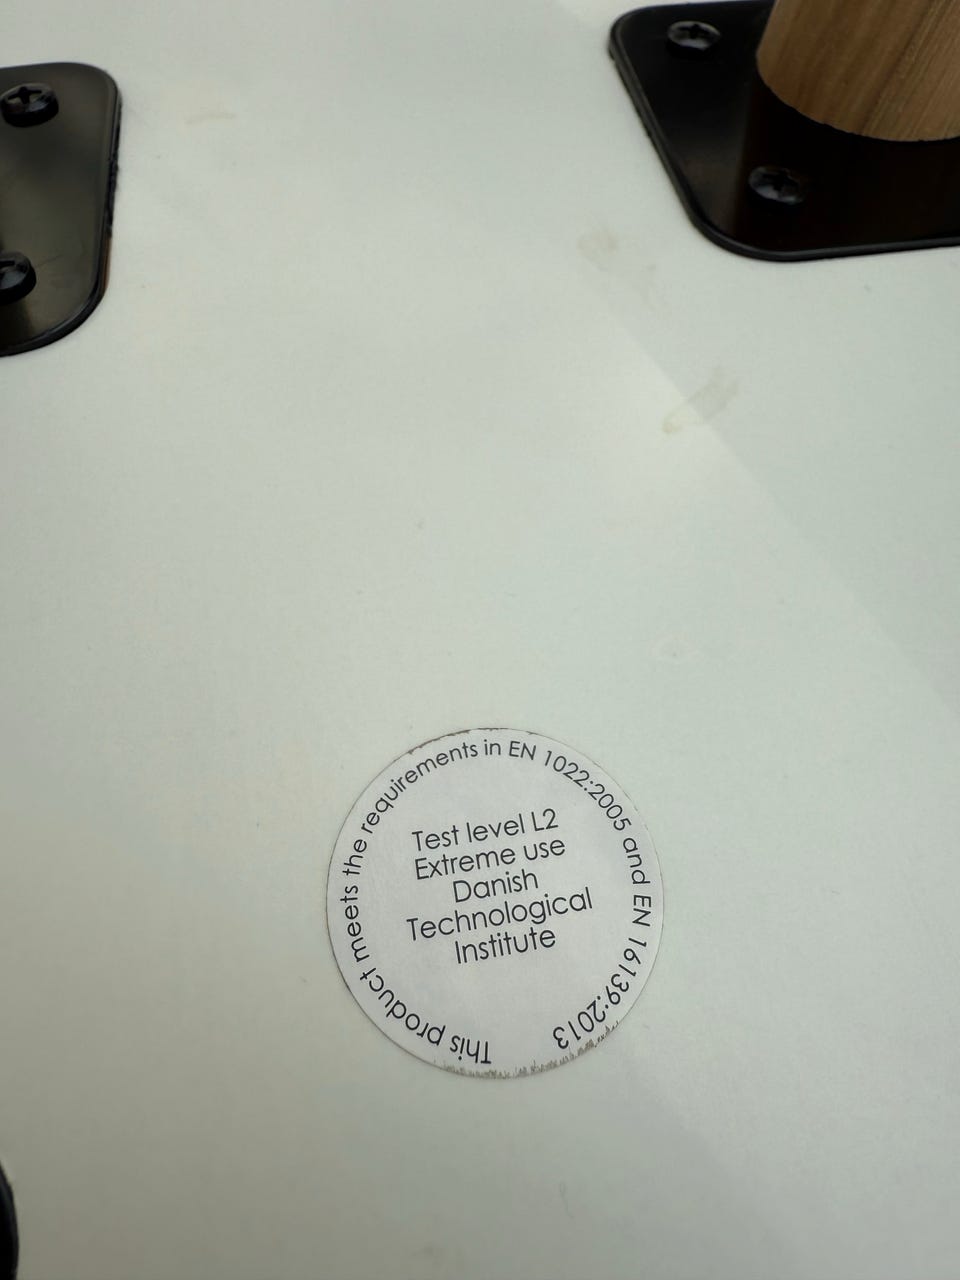 This product meets the requirements in EN 1022:2005 and EN 16139:2013
Test level L2
Extreme use
Danish
Technological
Institute